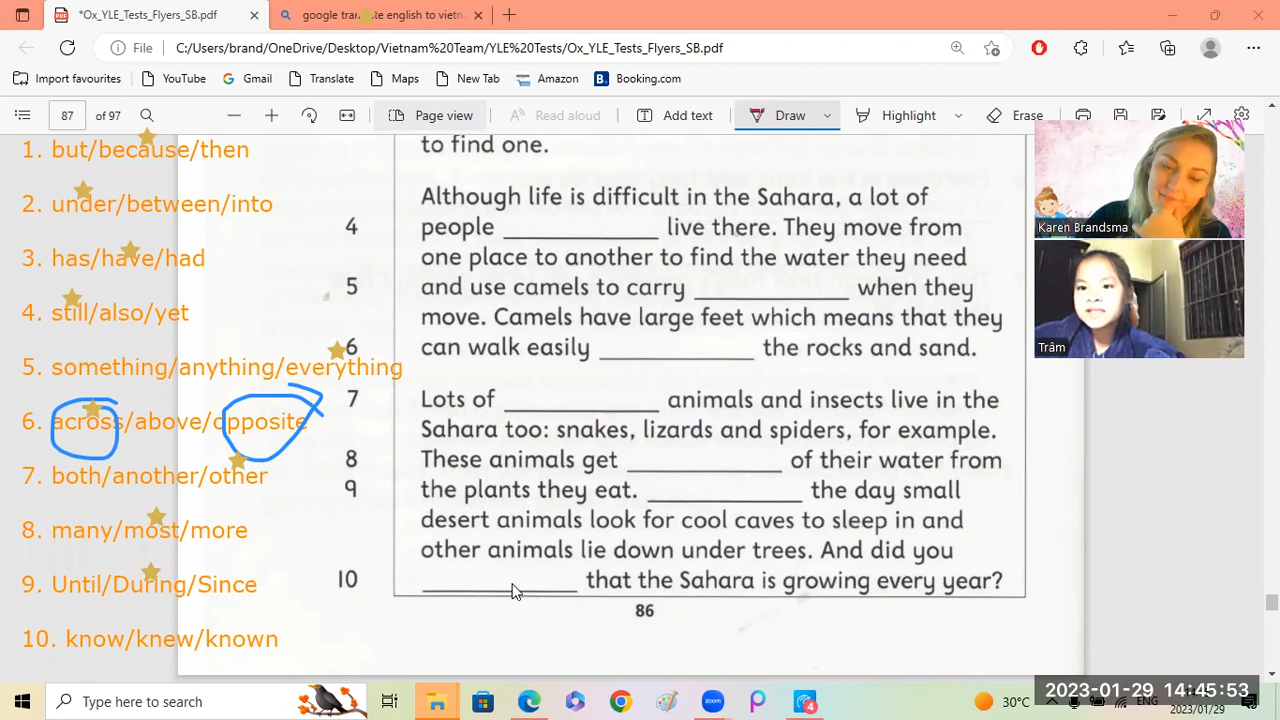 *Ox_YLE_Tests_Flyers_SB.pdf
google translate english to vietn
File
C:/Users/brand/OneDrive/Desktop/Vietnam%20Team/YLE%20Tests/Ox_YLE_Tests_Flyers_SB.pdf
Import favourites
YouTube
Gmail
Translate
Maps
New Tab
Amazon
Booking.com
87 of 97
Page view
Read aloud
Add text
Draw
Highlight
Erase
1. but/because/then
2. under/between/into
3. has/have/had
4. still/also/yet
5. something/anything/everything
6. across/above/opposite
7. both/another/other
8. many/most/more
9. Until/During/Since
10. know/knew/known
to find one.
Although life is difficult in the Sahara, a lot of
4 people ____________ live there. They move from
one place to another to find the water they need
5 and use camels to carry ____________ when they
move. Camels have large feet which means that they
6 can walk easily ____________ the rocks and sand.
7 Lots of ____________ animals and insects live in the
Sahara too: snakes, lizards and spiders, for example.
8 These animals get ____________ of their water from
9 the plants they eat. ____________ the day small
desert animals look for cool caves to sleep in and
other animals lie down under trees. And did you
10 ____________ that the Sahara is growing every year?
86
Karen Brandsma
Trâm
Type here to search
zoom
4
30°C
ENG
2023-01-29 14:45:53
2023/01/29